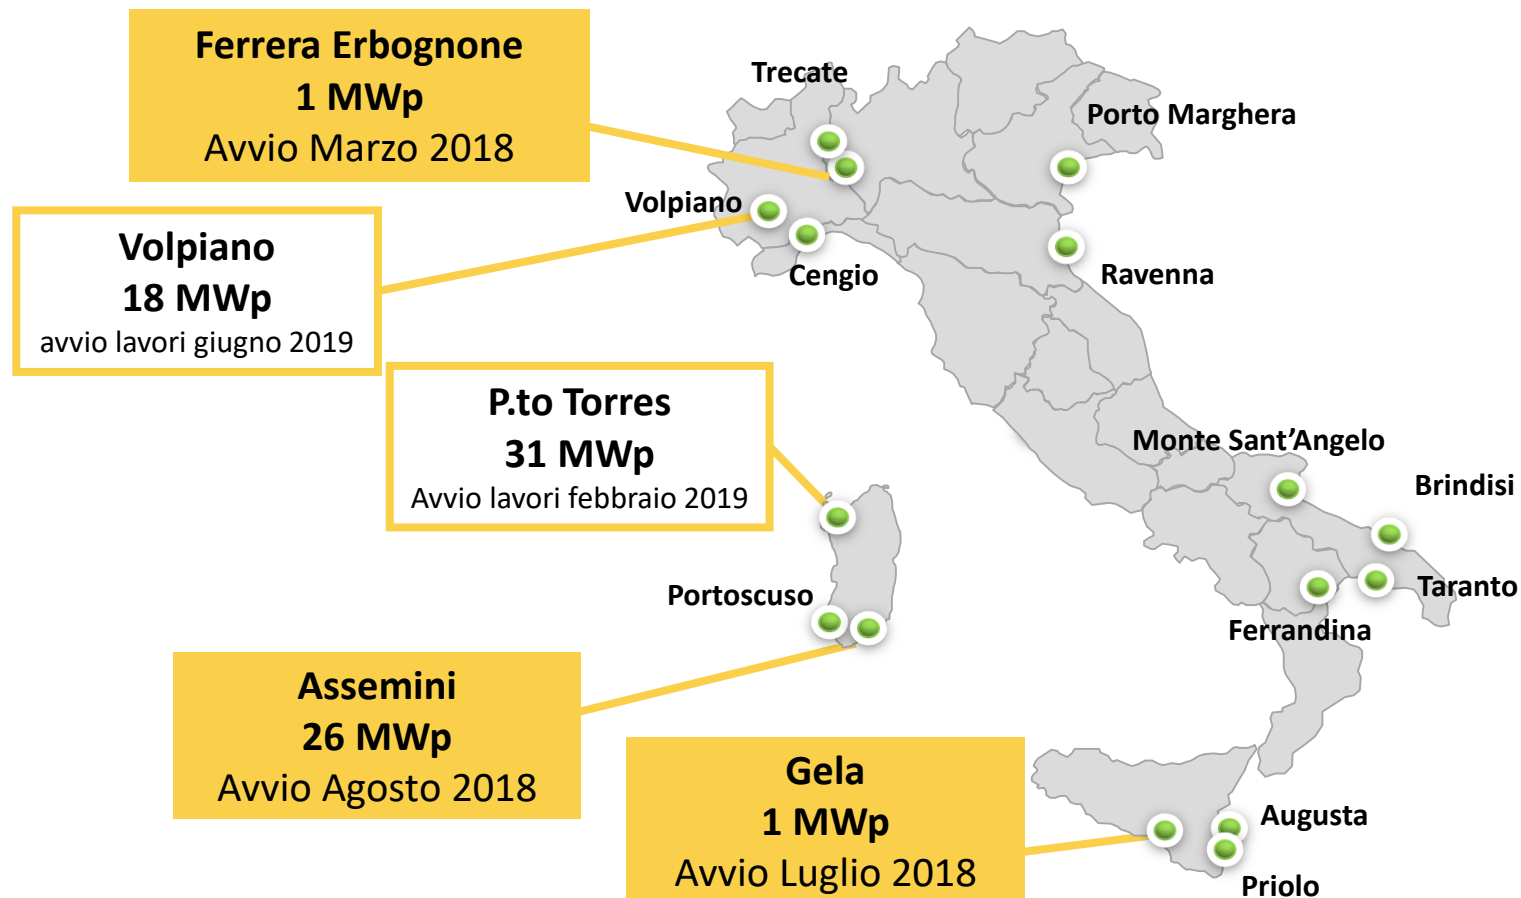 Ferrera Erbognone
1 MWp
Avvio Marzo 2018
Trecate
Porto Marghera
Volpiano
Volpiano
18 MWp
avvio lavori giugno 2019
Cengio
Ravenna
P.to Torres
31 MWp
Avvio lavori febbraio 2019
Monte Sant’Angelo
Brindisi
Portoscuso
Taranto
Ferrandina
Assemini
26 MWp
Avvio Agosto 2018
Gela
1 MWp
Avvio Luglio 2018
Augusta
Priolo